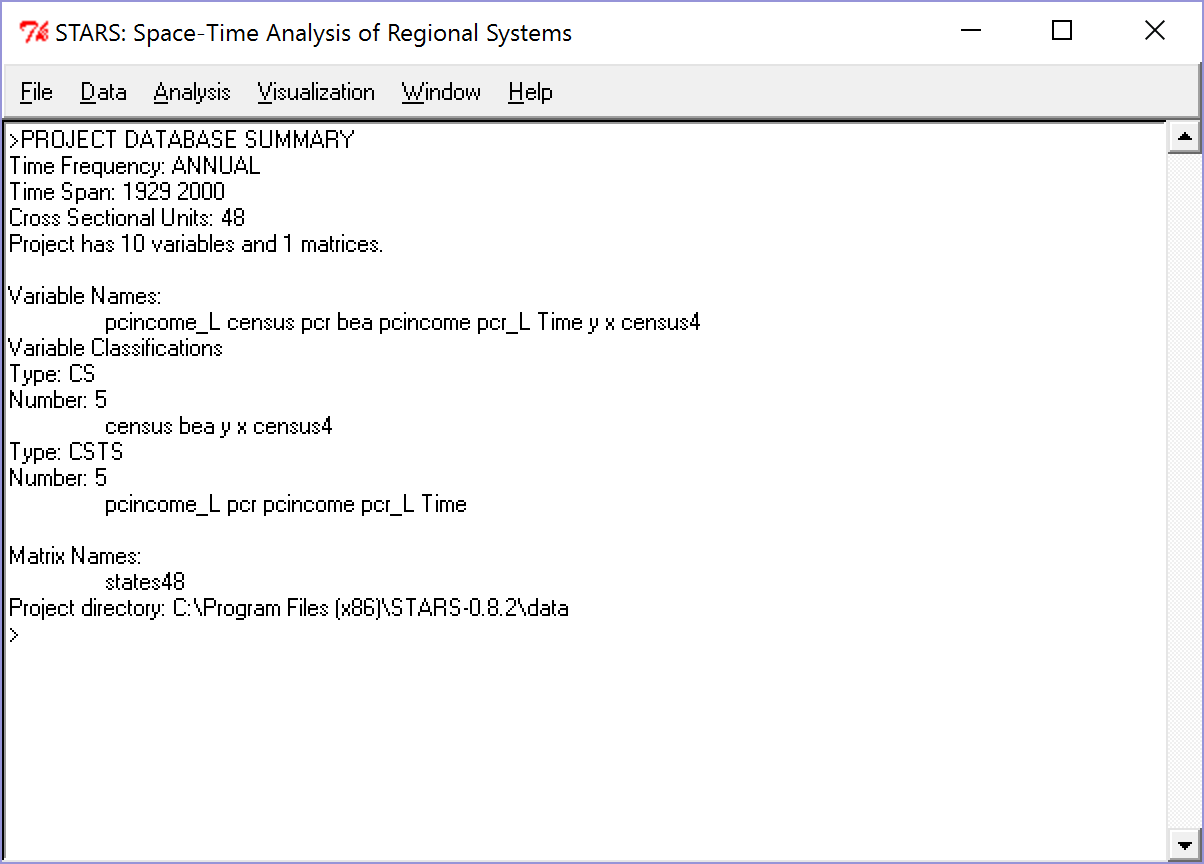 STARS: Space-Time Analysis of Regional Systems
File Data Analysis Visualization Window Help
>PROJECT DATABASE SUMMARY
Time Frequency: ANNUAL
Time Span: 1929 2000
Cross Sectional Units: 48
Project has 10 variables and 1 matrices.
Variable Names:
pcincome_L census pcr bea pcincome pcr_L Time y x census4
Variable Classifications
Type: CS
Number: 5
census bea y x census4
Type: CSTS
Number: 5
pcincome_L pcr pcincome pcr_L Time
Matrix Names:
states48
Project directory: C:\Program Files (x86)\STARS-0.8.2\data
>